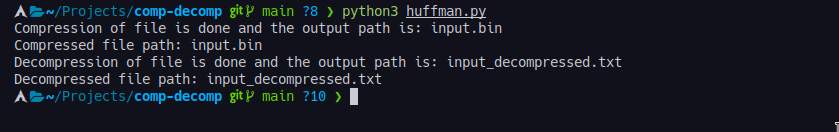 ~/Projects/comp-decomp git main ?8 ❯ python3 huffman.py
Compression of file is done and the output path is: input.bin
Compressed file path: input.bin
Decompression of file is done and the output path is: input_decompressed.txt
Decompressed file path: input_decompressed.txt
~/Projects/comp-decomp git main ?10 ❯